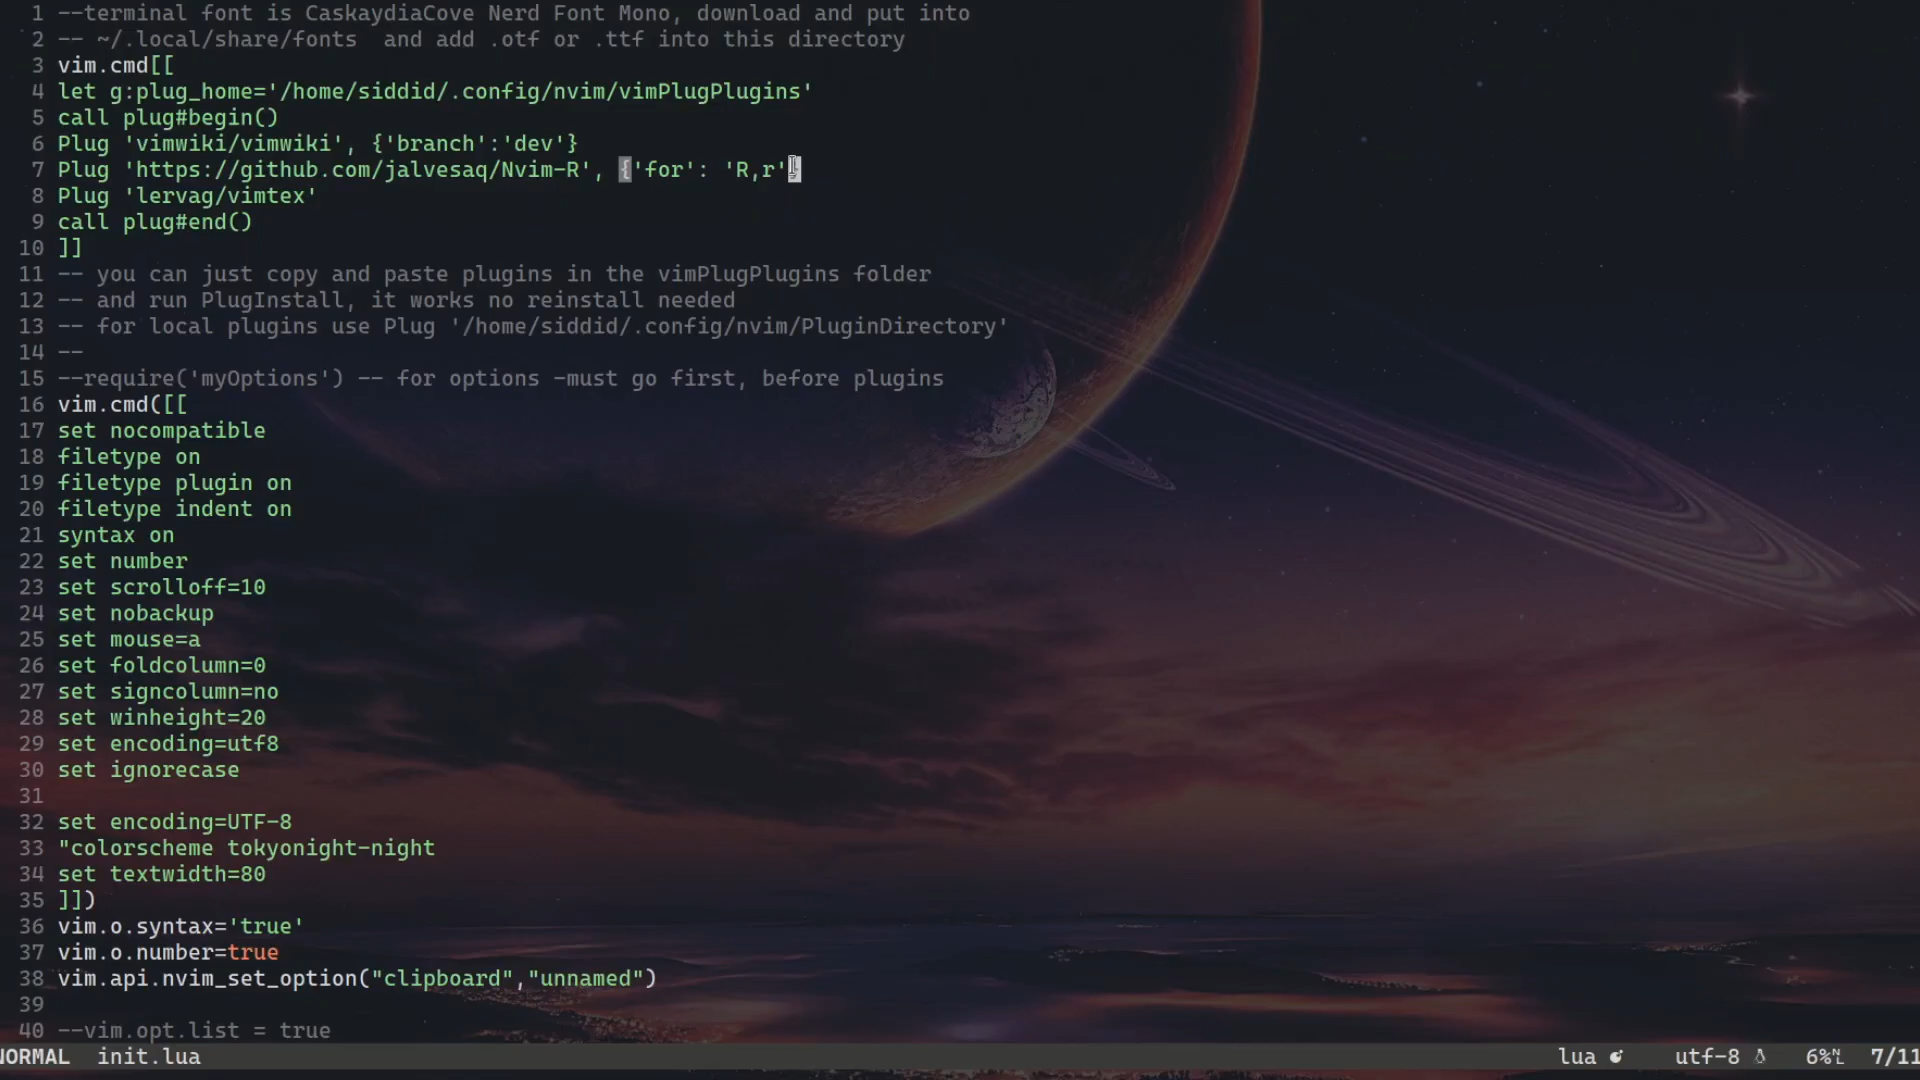 1 --terminal font is CaskaydiaCove Nerd Font Mono, download and put into
2 -- ~/.local/share/fonts  and add .otf or .ttf into this directory
3 vim.cmd[[
4 let g:plug_home='/home/siddid/.config/nvim/vimPlugPlugins'
5 call plug#begin()
6 Plug 'vimwiki/vimwiki', {'branch':'dev'}
7 Plug 'https://github.com/jalvesaq/Nvim-R', {'for': 'R,r'}
8 Plug 'lervag/vimtex'
9 call plug#end()
10 ]]
11 -- you can just copy and paste plugins in the vimPlugPlugins folder
12 -- and run PlugInstall, it works no reinstall needed
13 -- for local plugins use Plug '/home/siddid/.config/nvim/PluginDirectory'
14 --
15 --require('myOptions') -- for options -must go first, before plugins
16 vim.cmd([[
17 set nocompatible
18 filetype on
19 filetype plugin on
20 filetype indent on
21 syntax on
22 set number
23 set scrolloff=10
24 set nobackup
25 set mouse=a
26 set foldcolumn=0
27 set signcolumn=no
28 set winheight=20
29 set encoding=utf8
30 set ignorecase
31
32 set encoding=UTF-8
33 "colorscheme tokyonight-night
34 set textwidth=80
35 ]])
36 vim.o.syntax='true'
37 vim.o.number=true
38 vim.api.nvim_set_option("clipboard","unnamed")
39
40 --vim.opt.list = true
NORMAL  init.lua lua utf-8 6% 7/11